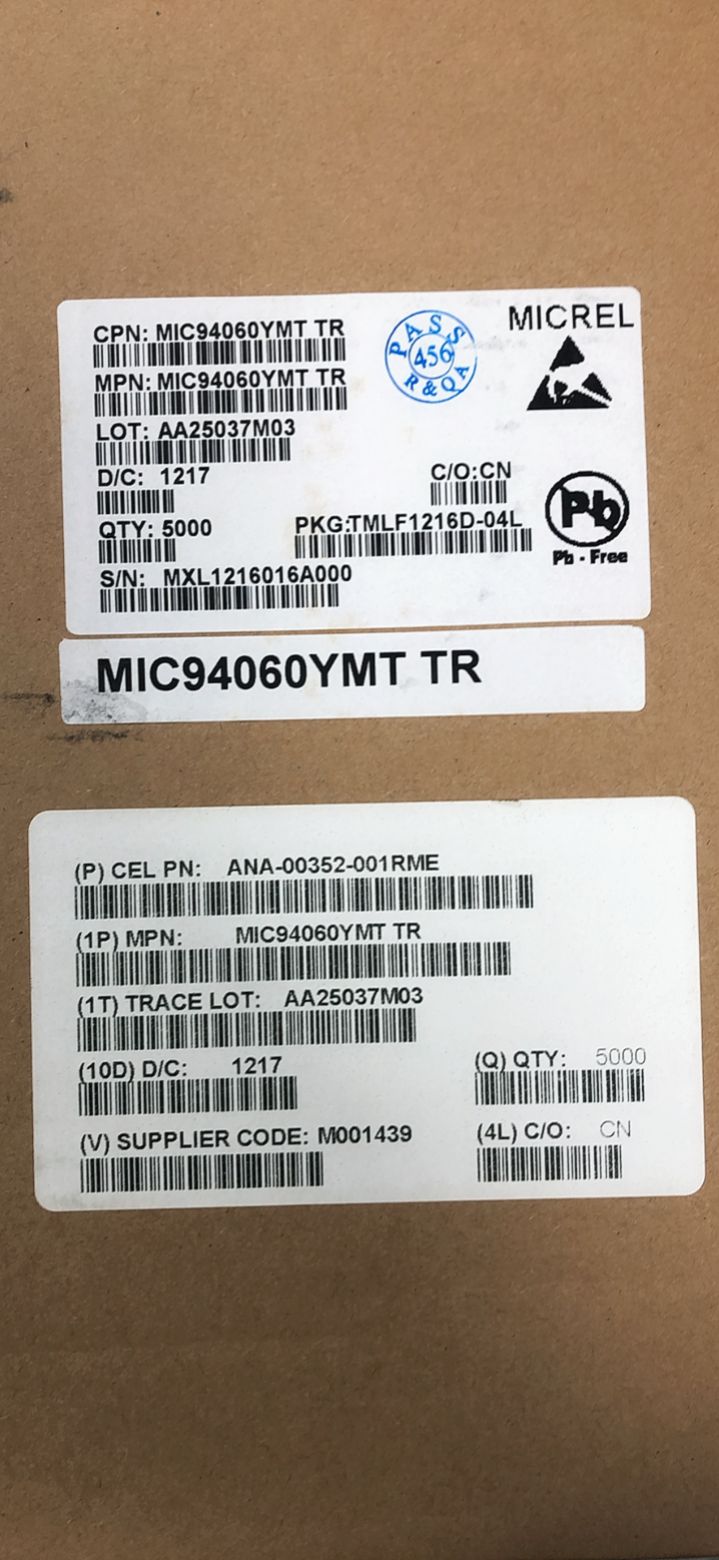 CPN: MIC94060YMT TR
MICREL
PASS
456
R&QA
MPN: MIC94060YMT TR
LOT: AA25037M03
D/C: 1217
C/O:CN
QTY: 5000
PKG:TMLF1216D-04L
Pb
Pb - Free
S/N: MXL1216016A000
MIC94060YMT TR
(P) CEL PN: ANA-00352-001RME
(1P) MPN: MIC94060YMT TR
(1T) TRACE LOT: AA25037M03
(10D) D/C: 1217
(Q) QTY: 5000
(V) SUPPLIER CODE: M001439
(4L) C/O: CN